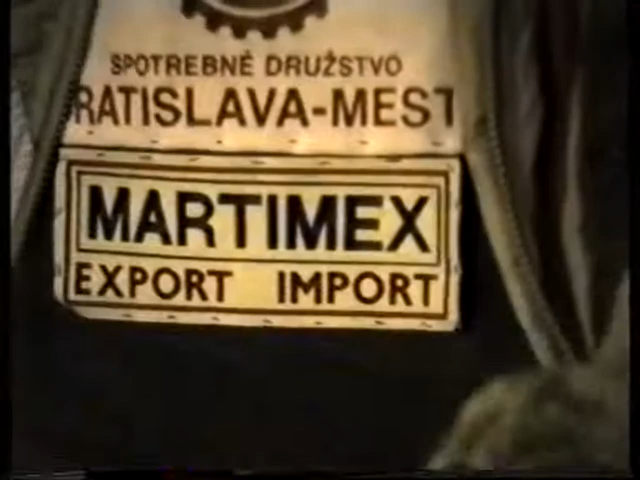 SPOTREBNÉ DRUŽSTVO
RATISLAVA-MEST
MARTIMEX
EXPORT IMPORT